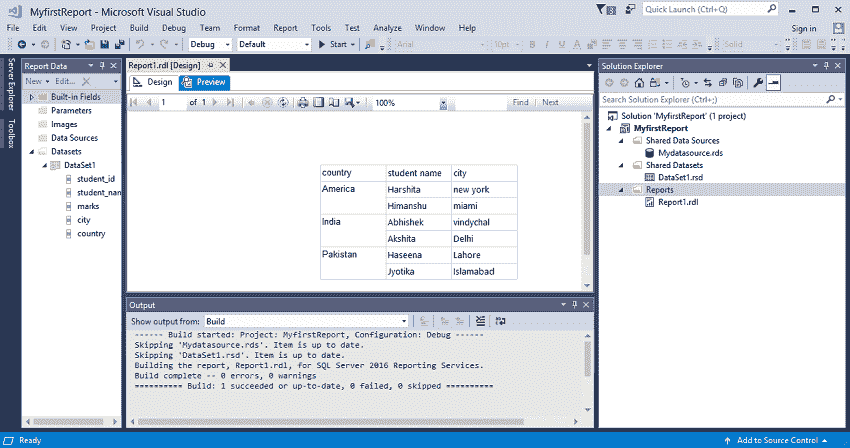 MyfirstReport - Microsoft Visual Studio
3
Quick Launch (Ctrl+Q)
File Edit View Project Build Debug Team Format Report Tools Test Analyze Window Help
Sign in
Debug Default Start Arial 10pt B I U A Solid
Server Explorer
Toolbox
Report Data
New Edit...
Built-in Fields
Parameters
Images
Data Sources
Datasets
DataSet1
student_id
student_nan
marks
city
country
Report1.rdl [Design]
Design Preview
1 of 1 100% Find Next
country student name city
America Harshita new york
Himanshu miami
India Abhishek vindychal
Akshita Delhi
Pakistan Haseena Lahore
Jyotika Islamabad
Output
Show output from: Build
------ Build started: Project: MyfirstReport, Configuration: Debug ------
Skipping 'Mydatasource.rds'. Item is up to date.
Skipping 'DataSet1.rsd'. Item is up to date.
Building the report, Report1.rdl, for SQL Server 2016 Reporting Services.
Build complete -- 0 errors, 0 warnings
========== Build: 1 succeeded or up-to-date, 0 failed, 0 skipped ==========
Solution Explorer
Search Solution Explorer (Ctrl+;)
Solution 'MyfirstReport' (1 project)
MyfirstReport
Shared Data Sources
Mydatasource.rds
Shared Datasets
DataSet1.rsd
Reports
Report1.rdl
Ready
Add to Source Control